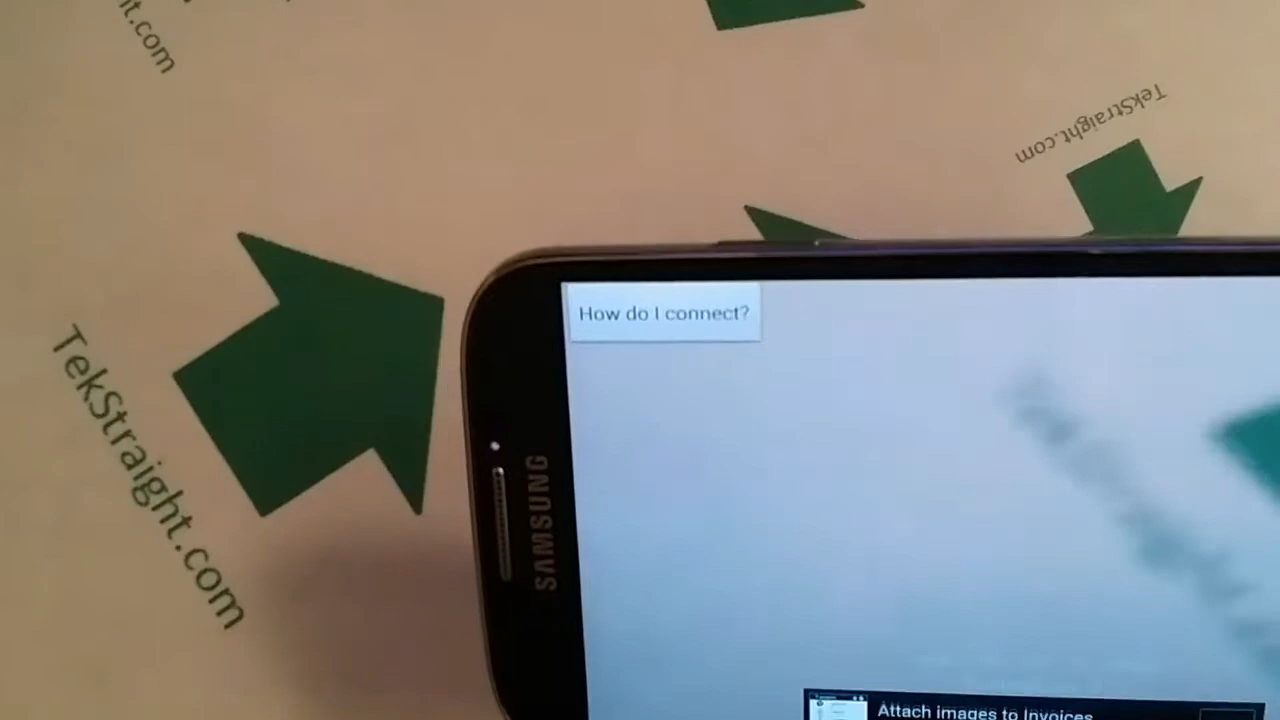 t.com
TekStraight.com
How do I connect?
TekStraight.com
SAMSUNG
Attach images to Invoices